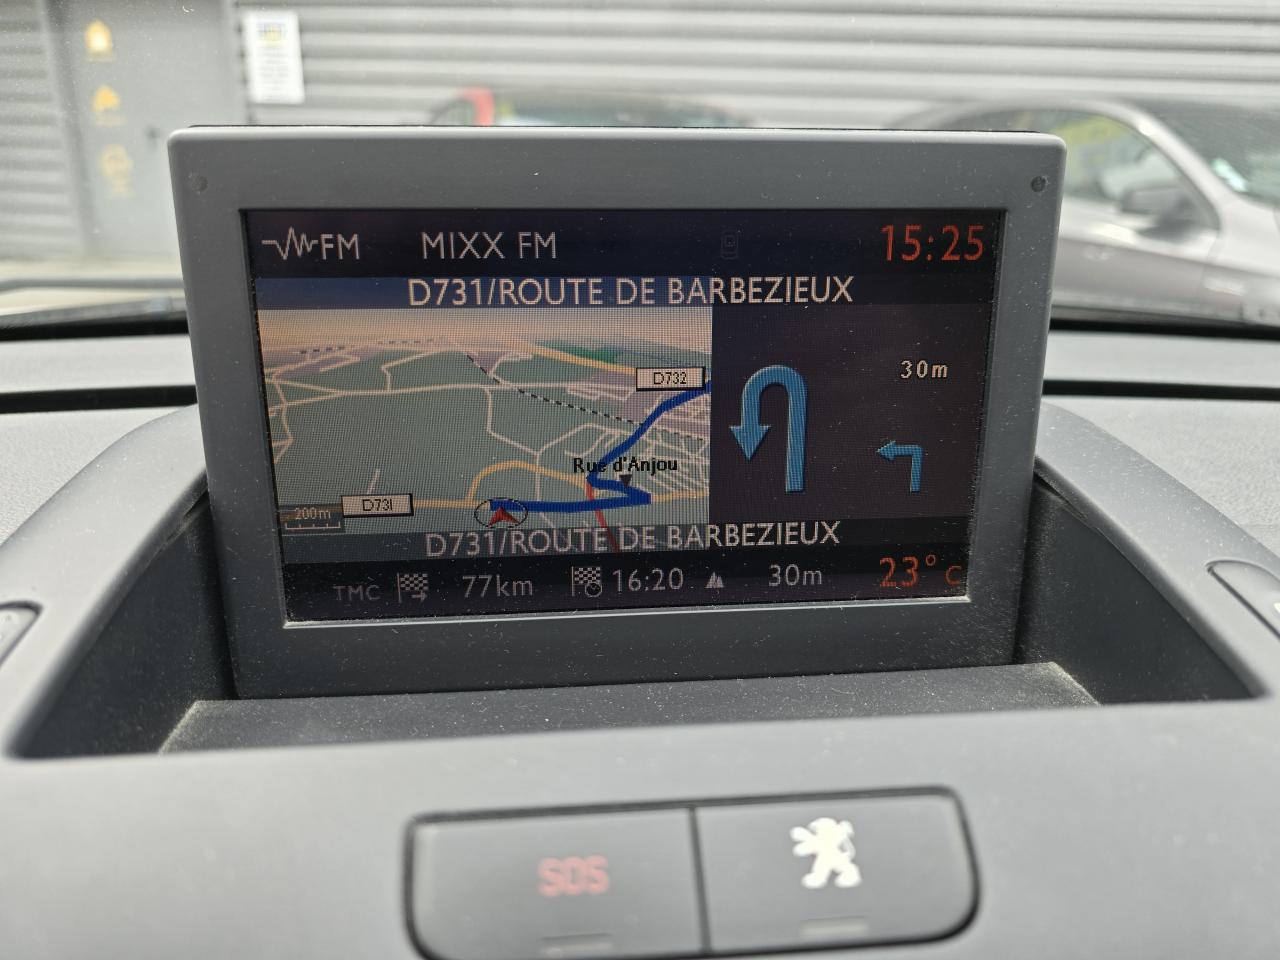 FM MIXX FM 15:25
D731/ROUTE DE BARBEZIEUX
30m
D732
Rue d'Anjou
D731
200m
D731/ROUTE DE BARBEZIEUX
TMC 77km 16:20 30m 23°C
SOS